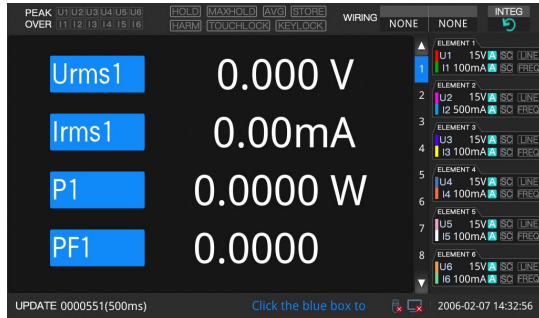 PEAK U1 U2 U3 U4 U5 U6 HOLD MAXHOLD AVG STORE WIRING INTEG
OVER I1 I2 I3 I4 I5 I6 HARM TOUCHLOCK KEYLOCK NONE NONE
Urms1 0.000 V
Irms1 0.00mA
P1 0.0000 W
PF1 0.0000
1
2
3
4
5
6
7
8
ELEMENT 1
U1 15V A SC LINE
I1 100mA A SC FREQ
ELEMENT 2
U2 15V A SC LINE
I2 500mA A SC FREQ
ELEMENT 3
U3 15V A SC LINE
I3 100mA A SC FREQ
ELEMENT 4
U4 15V A SC LINE
I4 100mA A SC FREQ
ELEMENT 5
U5 15V A SC LINE
I5 100mA A SC FREQ
ELEMENT 6
U6 15V A SC LINE
I6 100mA A SC FREQ
UPDATE 0000551(500ms) Click the blue box to 2006-02-07 14:32:56